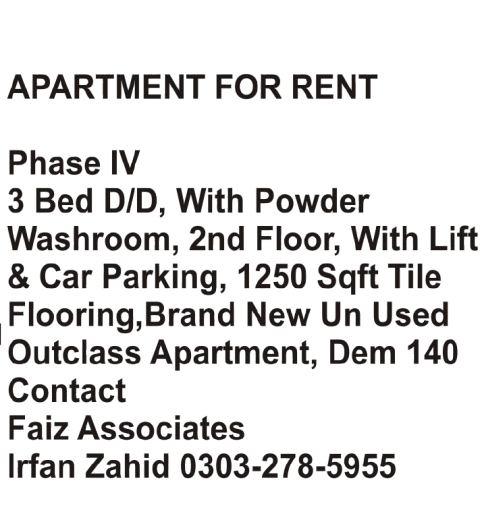 APARTMENT FOR RENT
Phase IV
3 Bed D/D, With Powder
Washroom, 2nd Floor, With Lift
& Car Parking, 1250 Sqft Tile
Flooring,Brand New Un Used
Outclass Apartment, Dem 140
Contact
Faiz Associates
Irfan Zahid 0303-278-5955